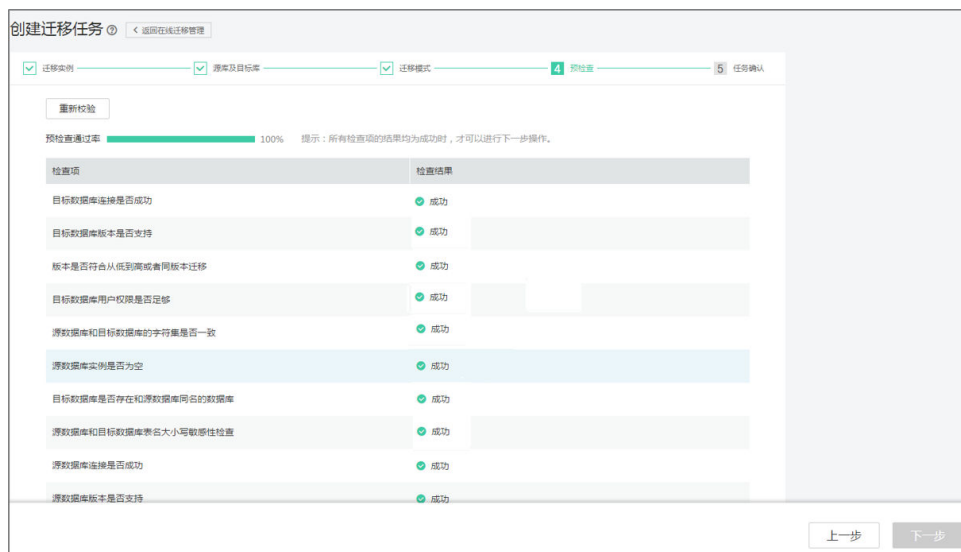 创建迁移任务 ? < 返回在线迁移管理
迁移实例 源库及目标库 迁移模式 4 预检查 5 任务确认
重新校验
预检查通过率 100% 提示：所有检查项的结果均为成功时，才可以进行下一步操作。
检查项 检查结果
目标数据库连接是否成功 成功
目标数据库版本是否支持 成功
版本是否符合从低到高或者同版本迁移 成功
目标数据库用户权限是否足够 成功
源数据库和目标数据库的字符集是否一致 成功
源数据库实例是否为空 成功
目标数据库是否存在和源数据库同名的数据库 成功
源数据库和目标数据库表名大小写敏感性检查 成功
源数据库连接是否成功 成功
源数据库版本是否支持 成功
上一步 下一步